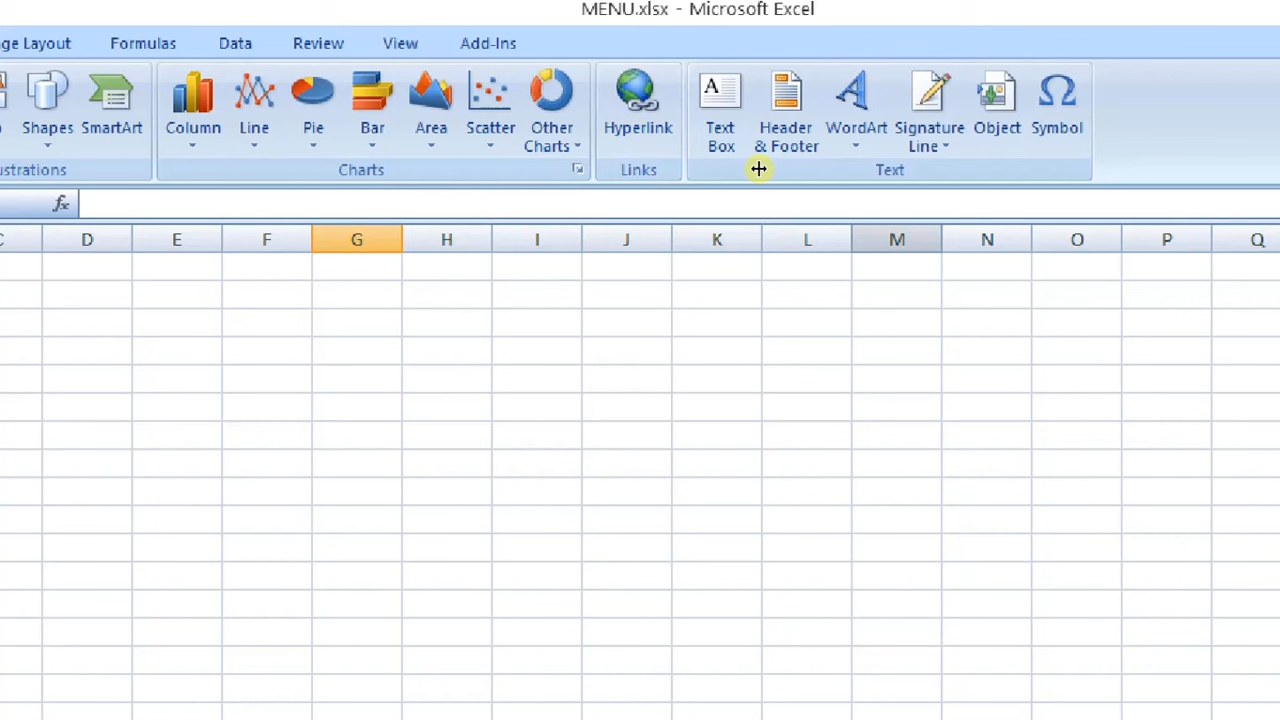 MENU.xlsx - Microsoft Excel
ge Layout Formulas Data Review View Add-Ins
Shapes SmartArt Column Line Pie Bar Area Scatter Other Charts Hyperlink Text Box Header & Footer WordArt Signature Line Object Symbol
ustrations Charts Links Text
fx
C D E F G H I J K L M N O P Q